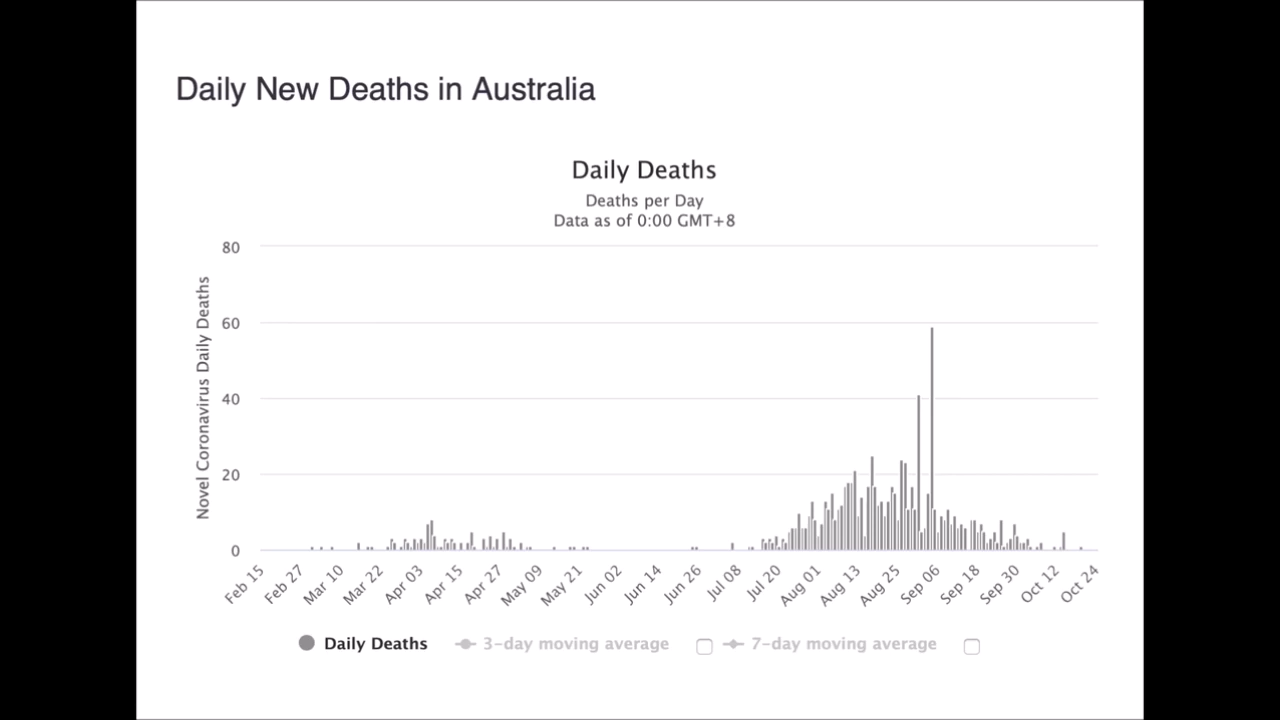 Daily New Deaths in Australia
Daily Deaths
Deaths per Day
Data as of 0:00 GMT+8
Novel Coronavirus Daily Deaths
80
60
40
20
0
Feb 15 Feb 27 Mar 10 Mar 22 Apr 03 Apr 15 Apr 27 May 09 May 21 Jun 02 Jun 14 Jun 26 Jul 08 Jul 20 Aug 01 Aug 13 Aug 25 Sep 06 Sep 18 Sep 30 Oct 12 Oct 24
Daily Deaths 3-day moving average 7-day moving average